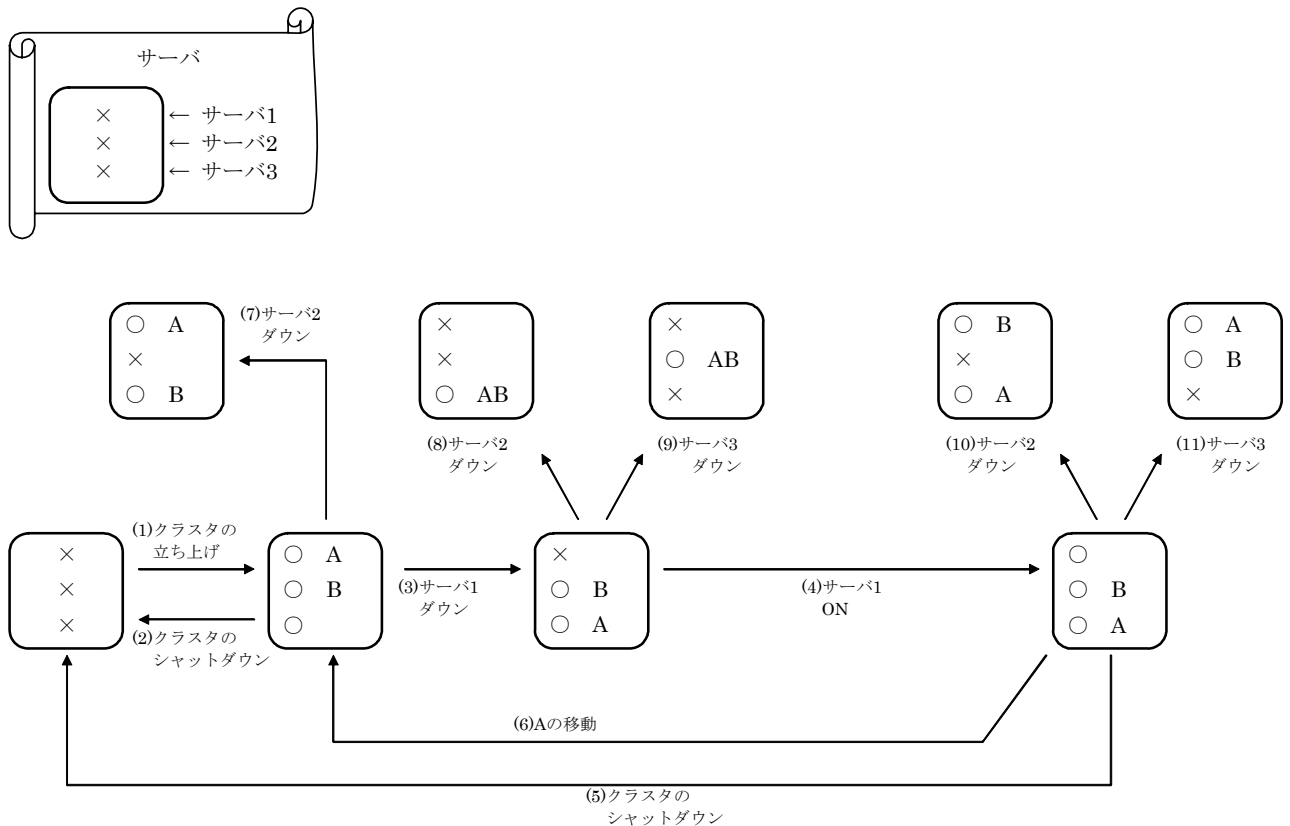 サーバ
× ← サーバ1
× ← サーバ2
× ← サーバ3
○ A
×
○ B
(7)サーバ2
ダウン
×
×
○ AB
×
○ AB
×
○ B
×
○ A
○ A
○ B
×
(8)サーバ2
ダウン
(9)サーバ3
ダウン
(10)サーバ2
ダウン
(11)サーバ3
ダウン
×
×
×
(1)クラスタの
立ち上げ
(2)クラスタの
シャットダウン
○ A
○ B
○
(3)サーバ1
ダウン
×
○ B
○ A
(4)サーバ1
ON
○
○ B
○ A
(6)Aの移動
(5)クラスタの
シャットダウン